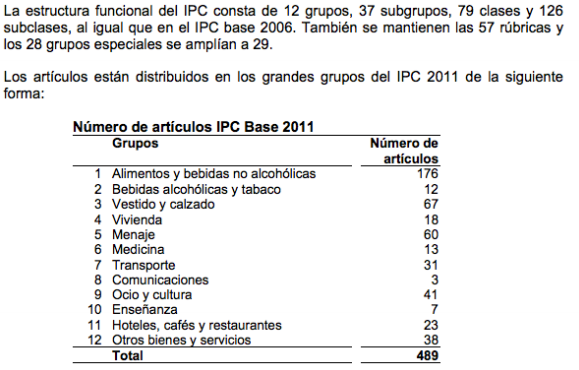 La estructura funcional del IPC consta de 12 grupos, 37 subgrupos, 79 clases y 126
subclases, al igual que en el IPC base 2006. También se mantienen las 57 rúbricas y
los 28 grupos especiales se amplían a 29.
Los artículos están distribuidos en los grandes grupos del IPC 2011 de la siguiente
forma:
Número de artículos IPC Base 2011
Grupos Número de
artículos
1 Alimentos y bebidas no alcohólicas 176
2 Bebidas alcohólicas y tabaco 12
3 Vestido y calzado 67
4 Vivienda 18
5 Menaje 60
6 Medicina 13
7 Transporte 31
8 Comunicaciones 3
9 Ocio y cultura 41
10 Enseñanza 7
11 Hoteles, cafés y restaurantes 23
12 Otros bienes y servicios 38
Total 489